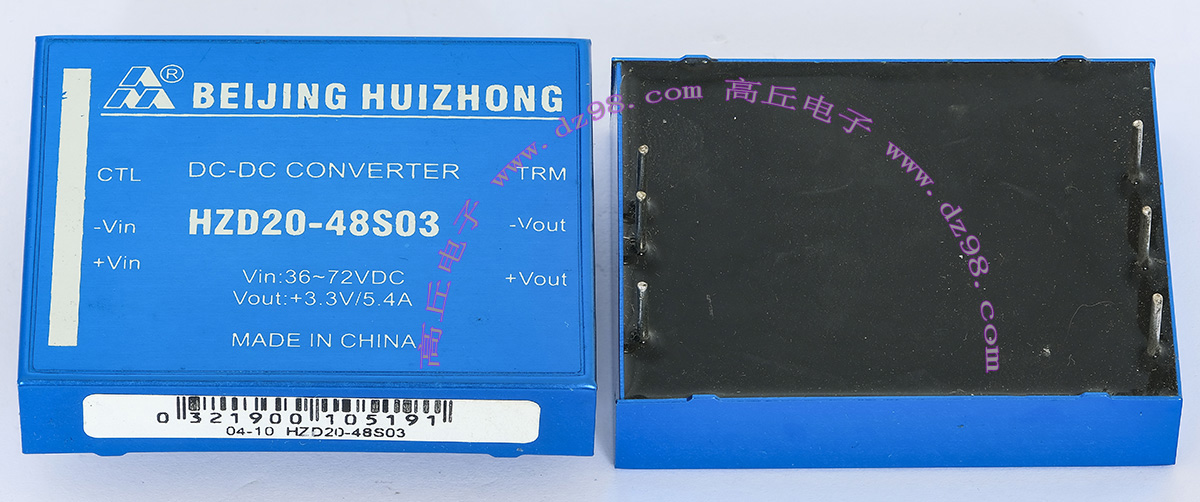 ® BEIJING HUIZHONG
CTL DC-DC CONVERTER TRM
-Vin HZD20-48S03 -Vout
+Vin Vin:36~72VDC +Vout
Vout:+3.3V/5.4A
MADE IN CHINA
0 321900 105191
04-10 HZD20-48S03
高丘电子 www.dz98.com 高丘电子 www.dz98.com